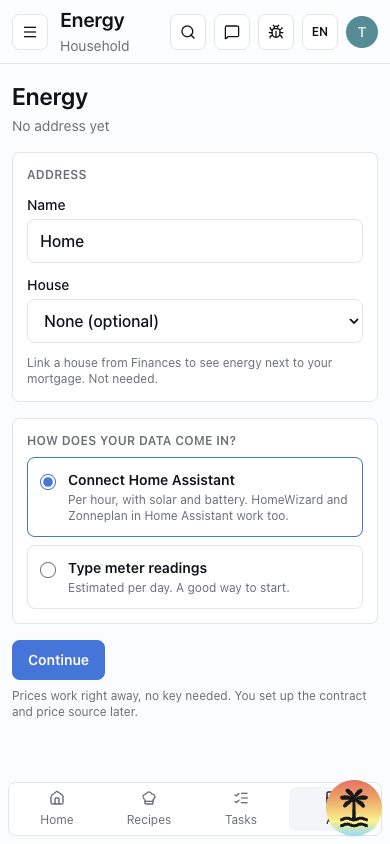 Energy
Household
EN
T
Energy
No address yet
ADDRESS
Name
Home
House
None (optional)
Link a house from Finances to see energy next to your
mortgage. Not needed.
HOW DOES YOUR DATA COME IN?
Connect Home Assistant
Per hour, with solar and battery. HomeWizard and
Zonneplan in Home Assistant work too.
Type meter readings
Estimated per day. A good way to start.
Continue
Prices work right away, no key needed. You set up the contract
and price source later.
Home
Recipes
Tasks